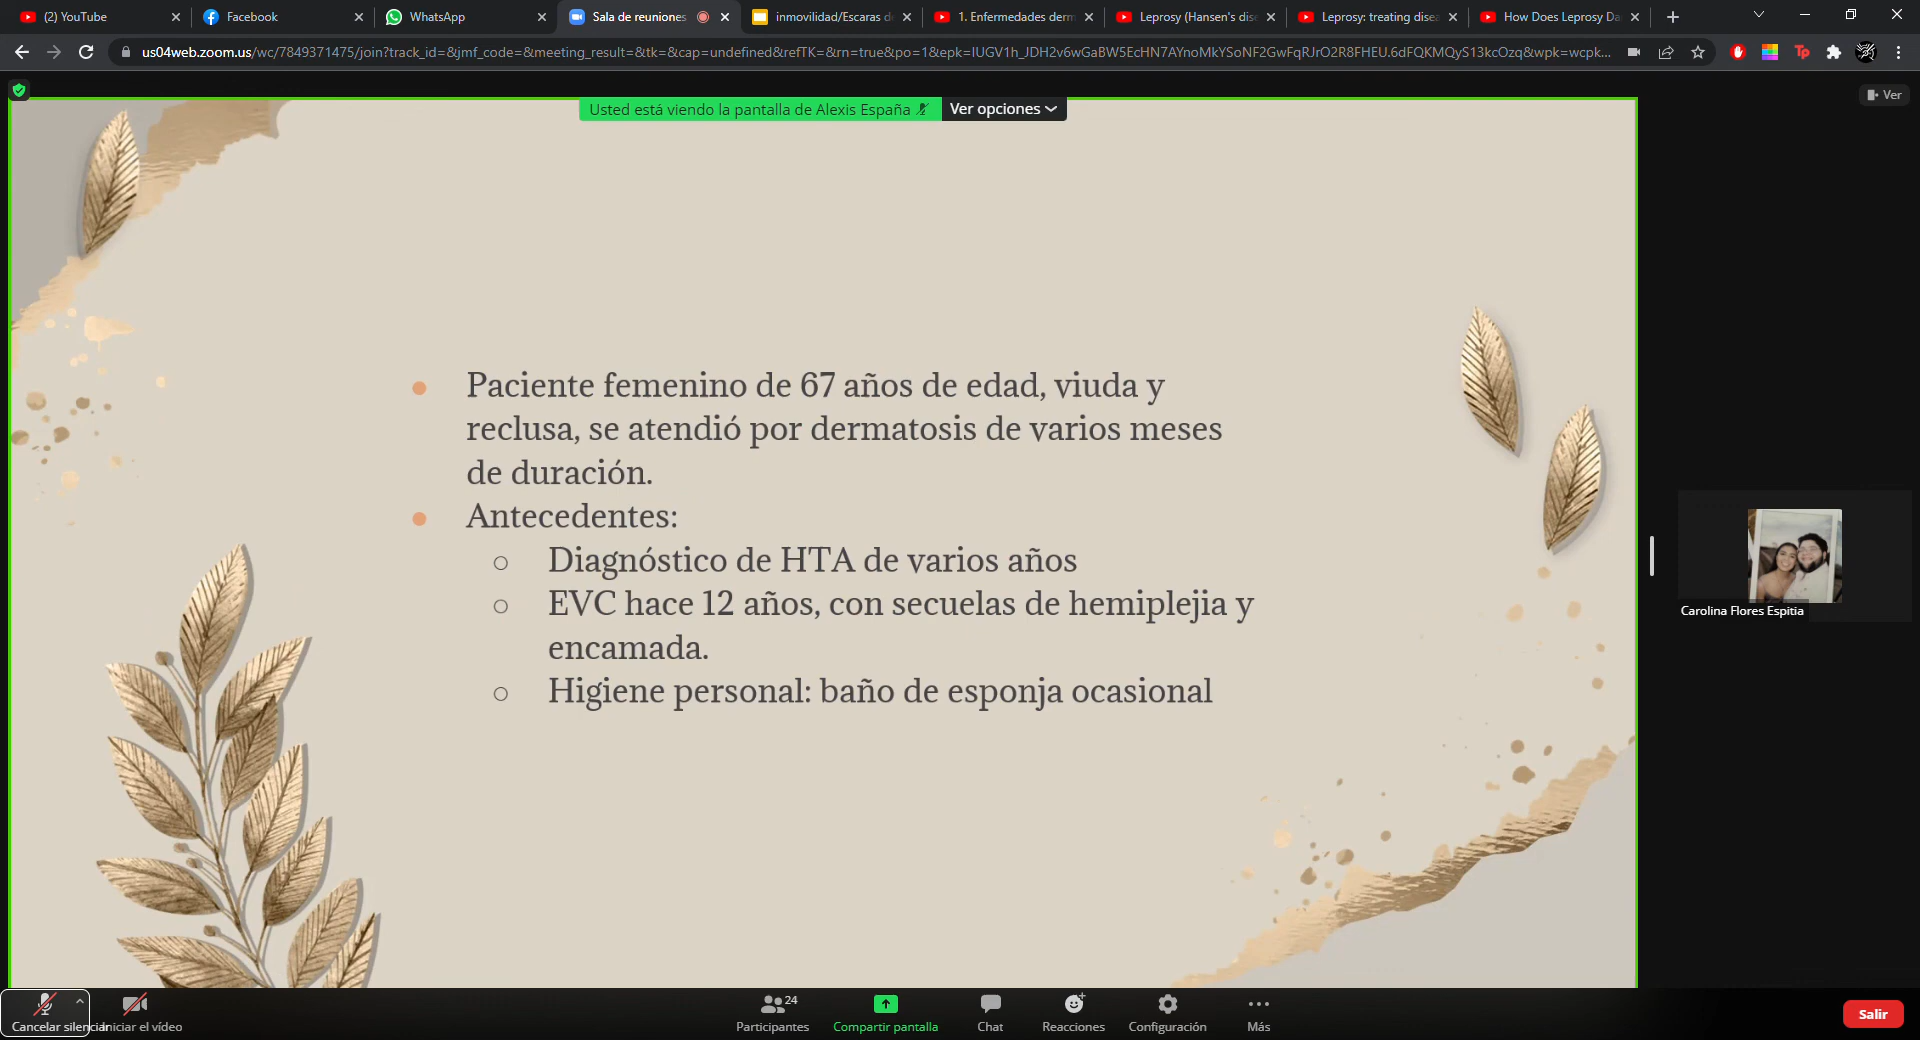 (2) YouTube
Facebook
WhatsApp
Sala de reuniones
inmovilidad/Escaras d
1. Enfermedades derm
Leprosy (Hansen's dis
Leprosy: treating disea
How Does Leprosy Da
us04web.zoom.us/wc/7849371475/join?track_id=&jmf_code=&meeting_result=&tk=&cap=undefined&refTK=&rn=true&po=1&epk=IUGV1h_JDH2v6wGaBW5EcHN7AYnoMkYSoNF2GwFqRJrO2R8FHEU.6dFQKMQyS13kcOzq&wpk=wcpk...
Tp
Usted está viendo la pantalla de Alexis España
Ver opciones
Ver
Paciente femenino de 67 años de edad, viuda y
reclusa, se atendió por dermatosis de varios meses
de duración.
Antecedentes:
Diagnóstico de HTA de varios años
EVC hace 12 años, con secuelas de hemiplejia y
encamada.
Higiene personal: baño de esponja ocasional
Carolina Flores Espitia
Cancelar silenciar
Iniciar el vídeo
24
Participantes
Compartir pantalla
Chat
Reacciones
Configuración
Más
Salir